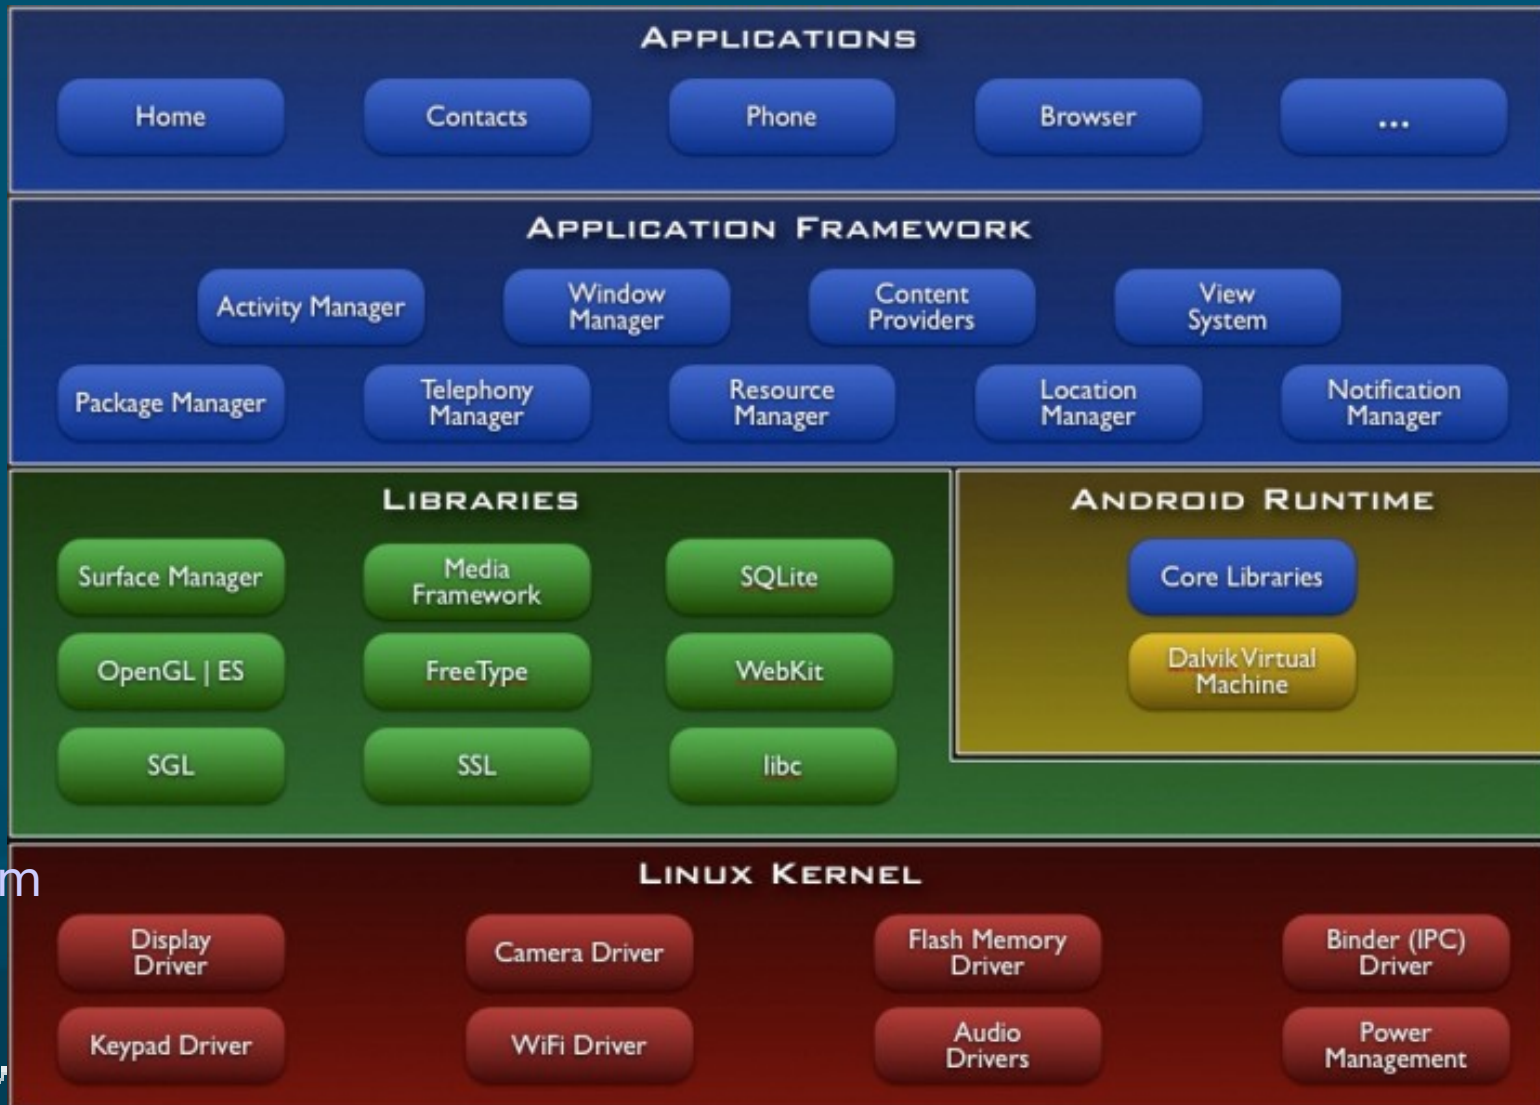 APPLICATIONS
Home
Contacts
Phone
Browser
...
APPLICATION FRAMEWORK
Activity Manager
Window
Manager
Content
Providers
View
System
Package Manager
Telephony
Manager
Resource
Manager
Location
Manager
Notification
Manager
LIBRARIES
Surface Manager
Media
Framework
SQLite
OpenGL | ES
FreeType
WebKit
SGL
SSL
libc
ANDROID RUNTIME
Core Libraries
Dalvik Virtual
Machine
m
LINUX KERNEL
Display
Driver
Camera Driver
Flash Memory
Driver
Binder (IPC)
Driver
Keypad Driver
WiFi Driver
Audio
Drivers
Power
Management